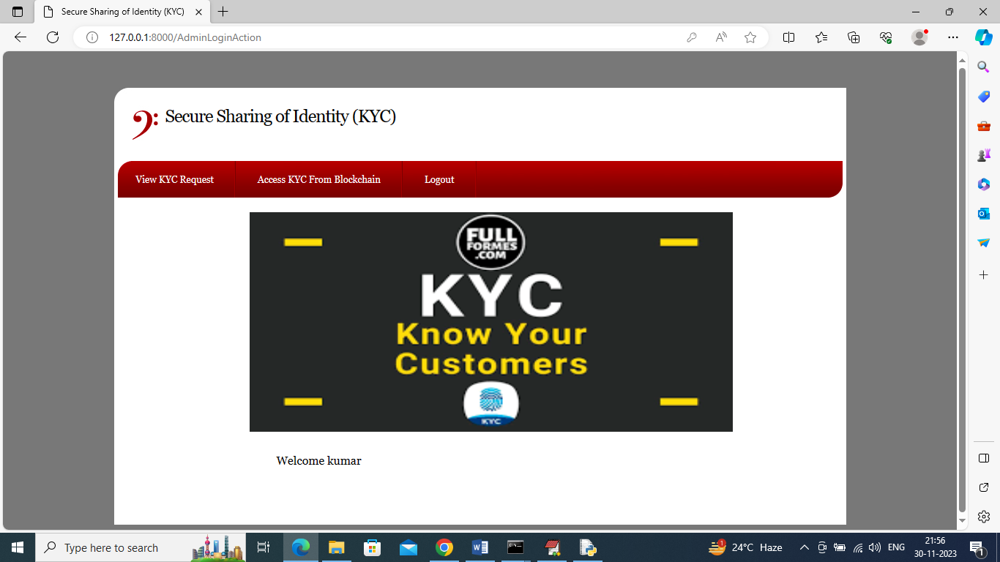 Secure Sharing of Identity (KYC)
127.0.0.1:8000/AdminLoginAction
Secure Sharing of Identity (KYC)
View KYC Request
Access KYC From Blockchain
Logout
FULL
FORMES
.COM
KYC
Know Your
Customers
KYC
Welcome kumar
Type here to search
24°C Haze
ENG
21:56
30-11-2023
1
1